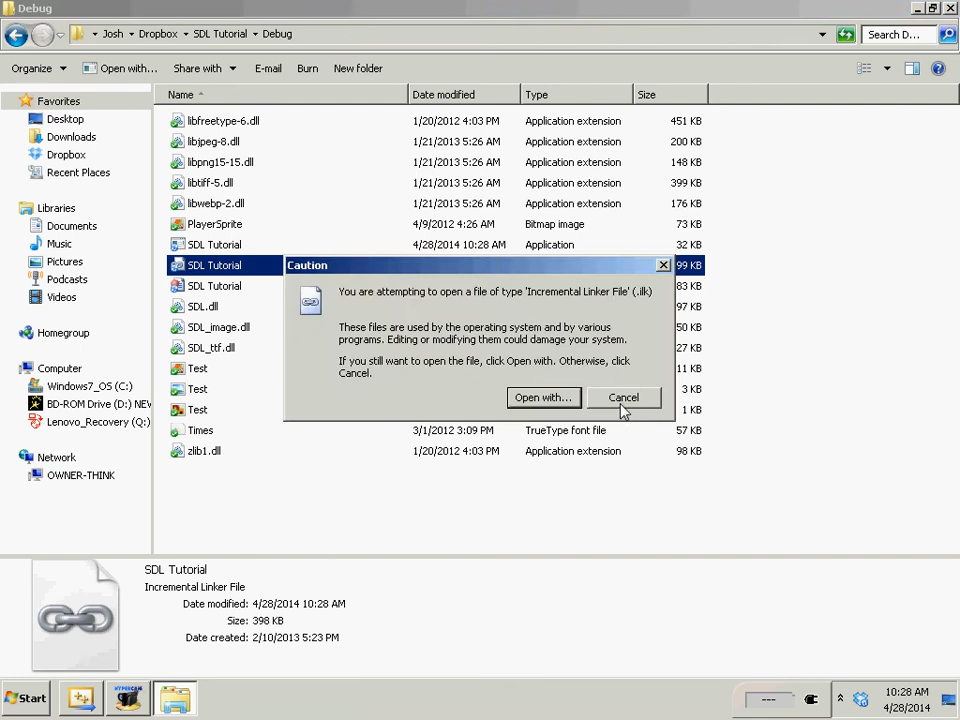 Debug
Josh Dropbox SDL Tutorial Debug
Search D...
Organize Open with... Share with E-mail Burn New folder
Favorites
Desktop
Downloads
Dropbox
Recent Places
Libraries
Documents
Music
Pictures
Podcasts
Videos
Homegroup
Computer
Windows7_OS (C:)
BD-ROM Drive (D:) NEW
Lenovo_Recovery (Q:)
Network
OWNER-THINK
Name Date modified Type Size
libfreetype-6.dll 1/20/2012 4:03 PM Application extension 451 KB
libjpeg-8.dll 1/21/2013 5:26 AM Application extension 200 KB
libpng15-15.dll 1/21/2013 5:26 AM Application extension 148 KB
libtiff-5.dll 1/21/2013 5:26 AM Application extension 399 KB
libwebp-2.dll 1/21/2013 5:26 AM Application extension 176 KB
PlayerSprite 4/9/2012 4:26 AM Bitmap image 73 KB
SDL Tutorial 4/28/2014 10:28 AM Application 32 KB
SDL Tutorial 99 KB
SDL Tutorial 83 KB
SDL.dll 97 KB
SDL_image.dll 50 KB
SDL_ttf.dll 27 KB
Test 11 KB
Test 3 KB
Test 1 KB
Times 3/1/2012 3:09 PM TrueType font file 57 KB
zlib1.dll 1/20/2012 4:03 PM Application extension 98 KB
Caution
You are attempting to open a file of type 'Incremental Linker File' (.ilk)
These files are used by the operating system and by various
programs. Editing or modifying them could damage your system.
If you still want to open the file, click Open with. Otherwise, click
Cancel.
Open with... Cancel
SDL Tutorial
Incremental Linker File
Date modified: 4/28/2014 10:28 AM
Size: 398 KB
Date created: 2/10/2013 5:23 PM
Start
HYPERCAM
---
10:28 AM
4/28/2014